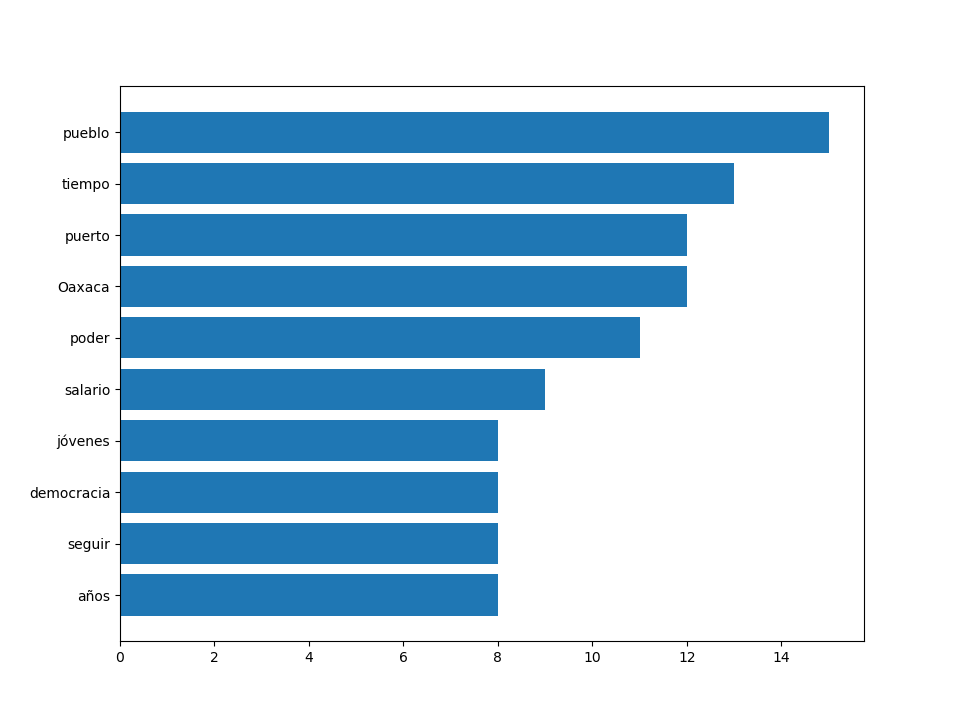 pueblo
tiempo
puerto
Oaxaca
poder
salario
jóvenes
democracia
seguir
años
0 2 4 6 8 10 12 14